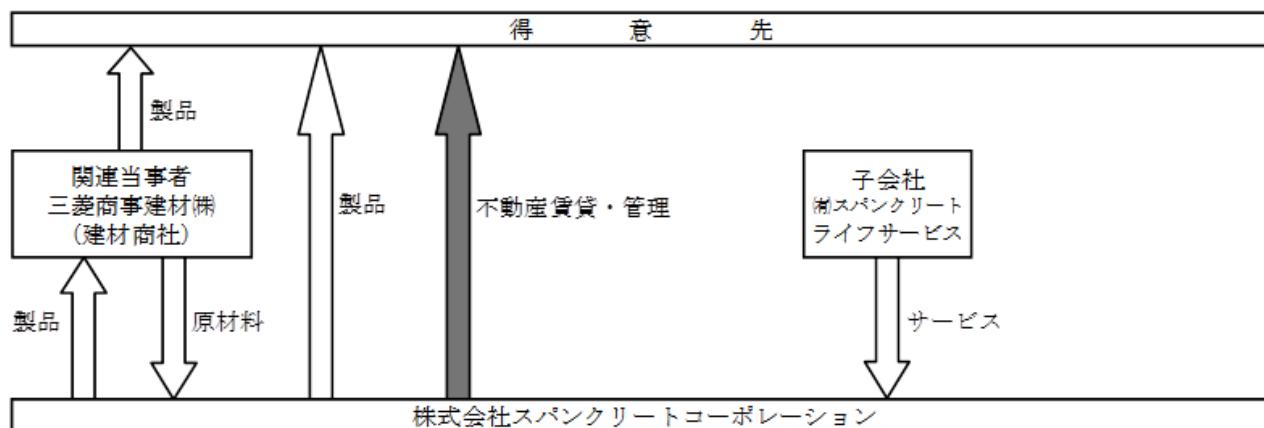 得意先
製品
関連当事者
三菱商事建材㈱
(建材商社)
製品
不動産賃貸・管理
子会社
㈲スパンクリート
ライフサービス
製品
原材料
サービス
株式会社スパンクリートコーポレーション